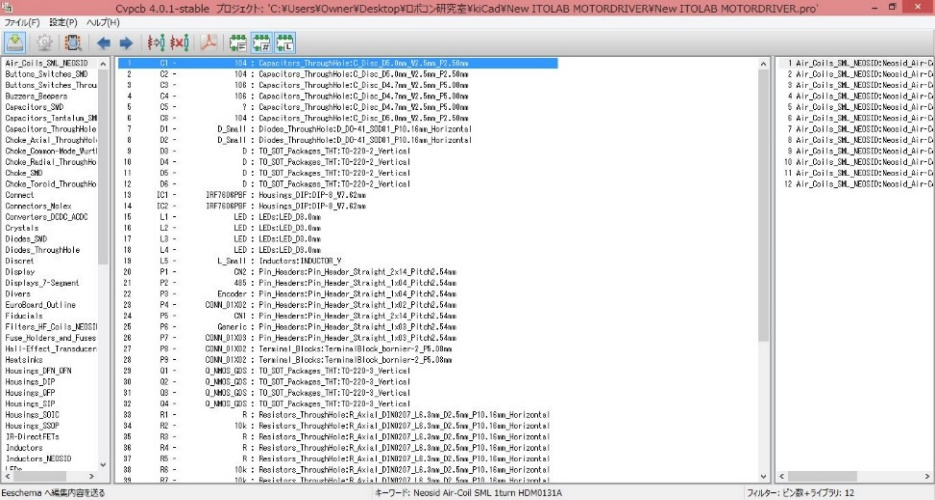 Cvpcb 4.0.1-stable プロジェクト: 'C:¥Users¥Owner¥Desktop¥ロボコン研究室¥kiCad¥New ITOLAB MOTORDRIVER¥New ITOLAB MOTORDRIVER.pro'
ファイル(F) 設定(P) ヘルプ(H)
Air_Coils_SML_NEOSID
Buttons_Switches_SMD
Buttons_Switches_Throu
Buzzers_Beepers
Capacitors_SMD
Capacitors_Tantalum_SM
Capacitors_ThroughHole
Choke_Axial_ThroughHol
Choke_Common-Mode_Wurt
Choke_Radial_ThroughHo
Choke_SMD
Choke_Toroid_ThroughHo
Connect
Connectors_Molex
Converters_DCDC_ACDC
Crystals
Diodes_SMD
Diodes_ThroughHole
Discret
Display
Displays_7-Segment
Divers
EuroBoard_Outline
Fiducials
Filters_HF_Coils_NEOSI
Fuse_Holders_and_Fuses
Hall-Effect_Transducer
Heatsinks
Housings_DFN_QFN
Housings_DIP
Housings_QFP
Housings_SIP
Housings_SOIC
Housings_SSOP
IR-DirectFETs
Inductors
Inductors_NEOSID
LEDs
1 C1 - 104 : Capacitors_ThroughHole:C_Disc_D6.0mm_W2.5mm_P2.50mm
2 C2 - 104 : Capacitors_ThroughHole:C_Disc_D6.0mm_W2.5mm_P2.50mm
3 C3 - 106 : Capacitors_ThroughHole:C_Disc_D4.7mm_W2.5mm_P5.00mm
4 C4 - 106 : Capacitors_ThroughHole:C_Disc_D4.7mm_W2.5mm_P5.00mm
5 C5 - ? : Capacitors_ThroughHole:C_Disc_D4.7mm_W2.5mm_P5.00mm
6 C6 - 104 : Capacitors_ThroughHole:C_Disc_D6.0mm_W2.5mm_P2.50mm
7 D1 - D_Small : Diodes_ThroughHole:D_DO-41_SOD81_P10.16mm_Horizontal
8 D2 - D_Small : Diodes_ThroughHole:D_DO-41_SOD81_P10.16mm_Horizontal
9 D3 - D : TO_SOT_Packages_THT:TO-220-2_Vertical
10 D4 - D : TO_SOT_Packages_THT:TO-220-2_Vertical
11 D5 - D : TO_SOT_Packages_THT:TO-220-2_Vertical
12 D6 - D : TO_SOT_Packages_THT:TO-220-2_Vertical
13 IC1 - IRF7606PBF : Housings_DIP:DIP-8_W7.62mm
14 IC2 - IRF7606PBF : Housings_DIP:DIP-8_W7.62mm
15 L1 - LED : LEDs:LED_D3.0mm
16 L2 - LED : LEDs:LED_D3.0mm
17 L3 - LED : LEDs:LED_D3.0mm
18 L4 - LED : LEDs:LED_D3.0mm
19 L5 - L_Small : Inductors:INDUCTOR_V
20 P1 - CN2 : Pin_Headers:Pin_Header_Straight_2x14_Pitch2.54mm
21 P2 - 485 : Pin_Headers:Pin_Header_Straight_1x04_Pitch2.54mm
22 P3 - Encoder : Pin_Headers:Pin_Header_Straight_1x04_Pitch2.54mm
23 P4 - CONN_01X02 : Pin_Headers:Pin_Header_Straight_1x02_Pitch2.54mm
24 P5 - CN1 : Pin_Headers:Pin_Header_Straight_2x14_Pitch2.54mm
25 P6 - Generic : Pin_Headers:Pin_Header_Straight_1x03_Pitch2.54mm
26 P7 - CONN_01X03 : Pin_Headers:Pin_Header_Straight_1x03_Pitch2.54mm
27 P8 - CONN_01X02 : Terminal_Blocks:TerminalBlock_bornier-2_P5.08mm
28 P9 - CONN_01X02 : Terminal_Blocks:TerminalBlock_bornier-2_P5.08mm
29 Q1 - Q_NMOS_GDS : TO_SOT_Packages_THT:TO-220-3_Vertical
30 Q2 - Q_NMOS_GDS : TO_SOT_Packages_THT:TO-220-3_Vertical
31 Q3 - Q_NMOS_GDS : TO_SOT_Packages_THT:TO-220-3_Vertical
32 Q4 - Q_NMOS_GDS : TO_SOT_Packages_THT:TO-220-3_Vertical
33 R1 - R : Resistors_ThroughHole:R_Axial_DIN0207_L6.3mm_D2.5mm_P10.16mm_Horizontal
34 R2 - 10k : Resistors_ThroughHole:R_Axial_DIN0207_L6.3mm_D2.5mm_P10.16mm_Horizontal
35 R3 - R : Resistors_ThroughHole:R_Axial_DIN0207_L6.3mm_D2.5mm_P10.16mm_Horizontal
36 R4 - R : Resistors_ThroughHole:R_Axial_DIN0207_L6.3mm_D2.5mm_P10.16mm_Horizontal
37 R5 - R : Resistors_ThroughHole:R_Axial_DIN0207_L6.3mm_D2.5mm_P10.16mm_Horizontal
38 R6 - 10k : Resistors_ThroughHole:R_Axial_DIN0207_L6.3mm_D2.5mm_P10.16mm_Horizontal
39 R7 - 10k : Resistors_ThroughHole:R_Axial_DIN0207_L6.3mm_D2.5mm_P10.16mm_Horizontal
1 Air_Coils_SML_NEOSID:Neosid_Air-Co
2 Air_Coils_SML_NEOSID:Neosid_Air-Co
3 Air_Coils_SML_NEOSID:Neosid_Air-Co
4 Air_Coils_SML_NEOSID:Neosid_Air-Co
5 Air_Coils_SML_NEOSID:Neosid_Air-Co
6 Air_Coils_SML_NEOSID:Neosid_Air-Co
7 Air_Coils_SML_NEOSID:Neosid_Air-Co
8 Air_Coils_SML_NEOSID:Neosid_Air-Co
9 Air_Coils_SML_NEOSID:Neosid_Air-Co
10 Air_Coils_SML_NEOSID:Neosid_Air-Co
11 Air_Coils_SML_NEOSID:Neosid_Air-Co
12 Air_Coils_SML_NEOSID:Neosid_Air-Co
Eeschema へ編集内容を送る
キーワード: Neosid Air-Coil SML 1turn HDM0131A
フィルター: ピン数+ライブラリ: 12